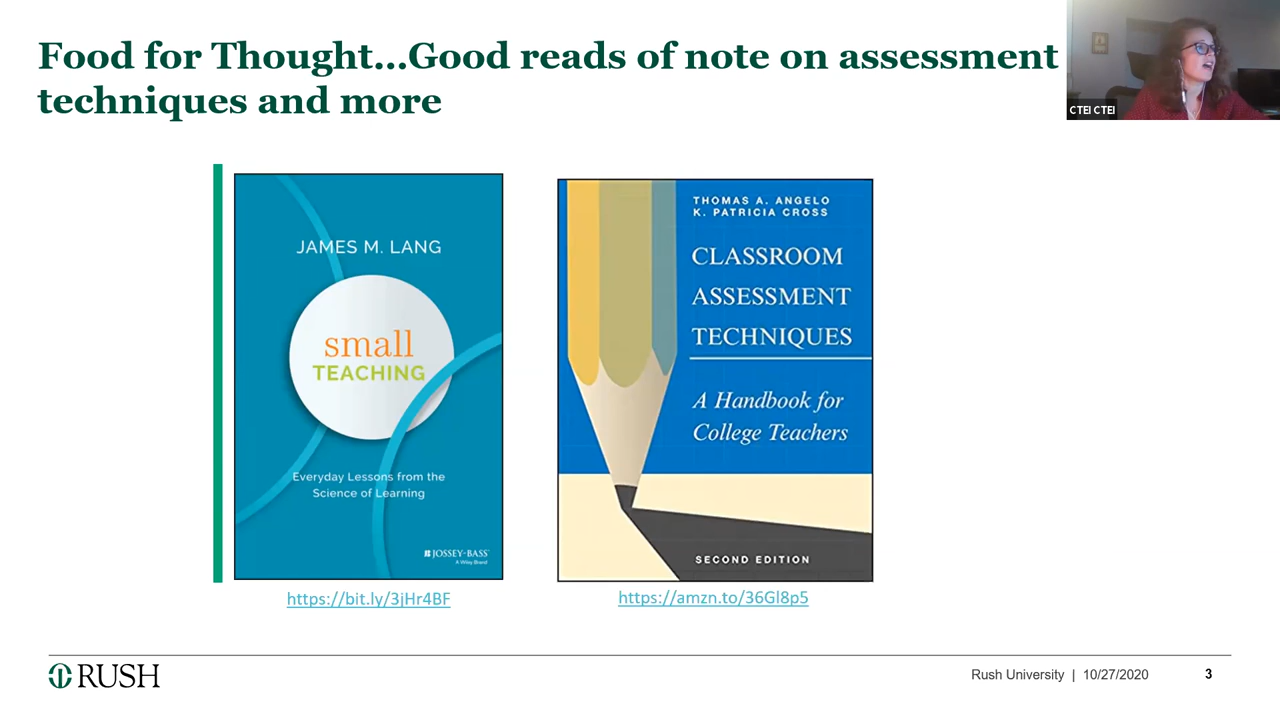 Food for Thought...Good reads of note on assessment
techniques and more
CTEI CTEI
JAMES M. LANG
small
TEACHING
Everyday Lessons from the
Science of Learning
JOSSEY-BASS
A Wiley Brand
https://bit.ly/3jHr4BF
THOMAS A. ANGELO
K. PATRICIA CROSS
CLASSROOM
ASSESSMENT
TECHNIQUES
A Handbook for
College Teachers
SECOND EDITION
https://amzn.to/36Gl8p5
RUSH
Rush University | 10/27/2020
3